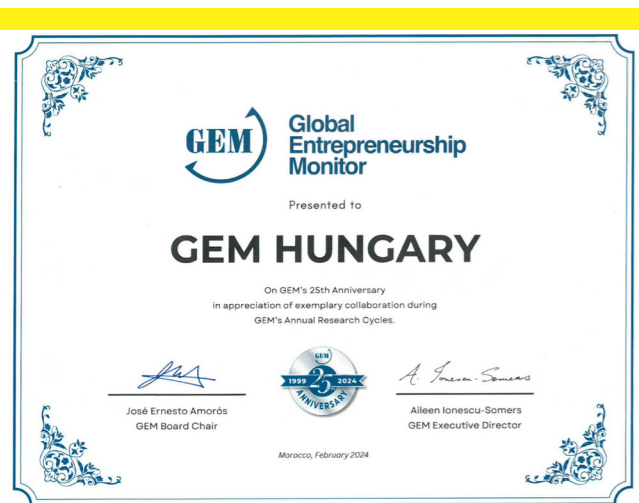 GEM
Global
Entrepreneurship
Monitor
Presented to
GEM HUNGARY
On GEM's 25th Anniversary
in appreciation of exemplary collaboration during
GEM's Annual Research Cycles.
GEM
1999 25 2024
ANNIVERSARY
A. Ionescu-Somers
José Ernesto Amorós
GEM Board Chair
Aileen Ionescu-Somers
GEM Executive Director
Morocco, February 2024